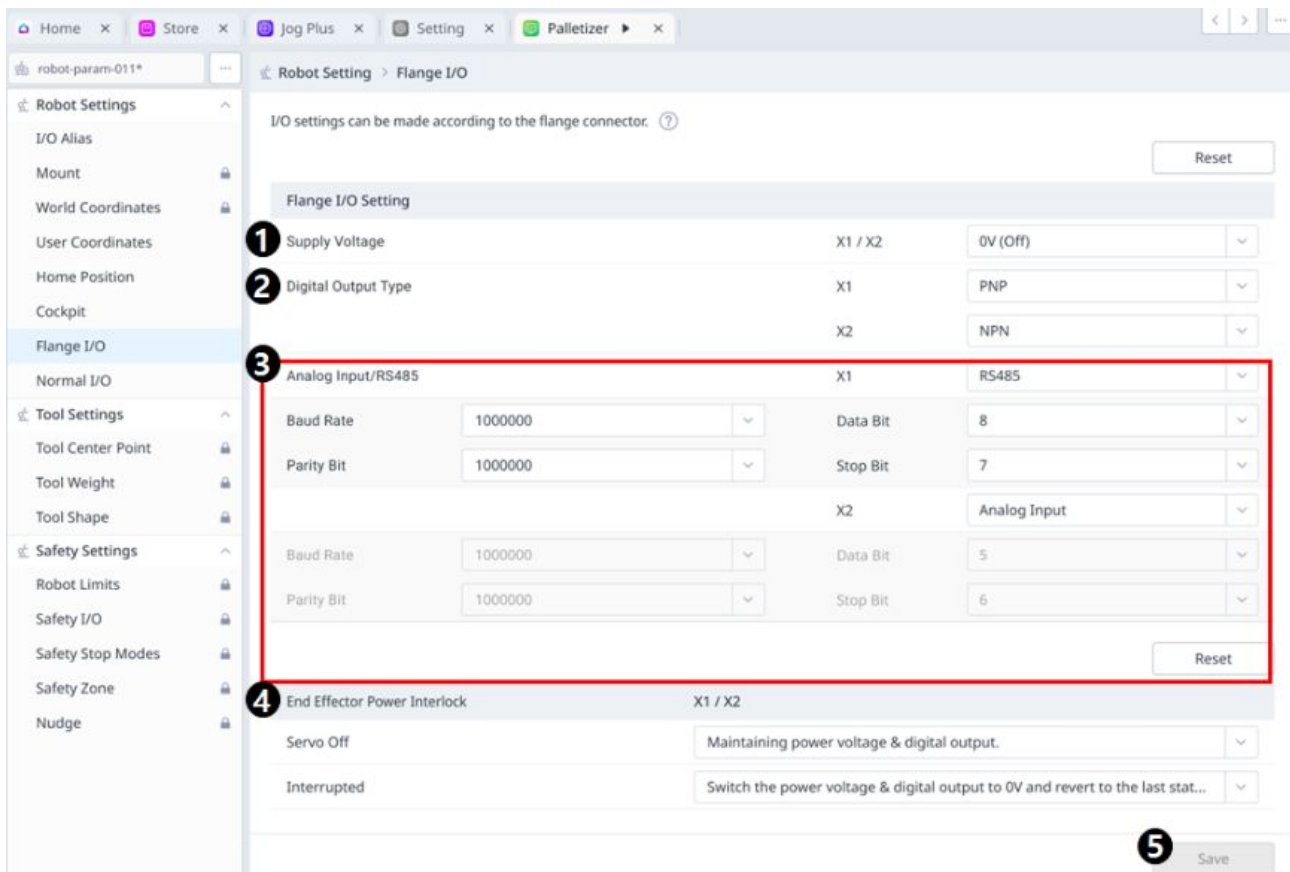 Home × Store × Jog Plus × Setting × Palletizer ×
robot-param-011* ...
Robot Setting > Flange I/O
Robot Settings
I/O Alias
Mount
World Coordinates
User Coordinates
Home Position
Cockpit
Flange I/O
Normal I/O
Tool Settings
Tool Center Point
Tool Weight
Tool Shape
Safety Settings
Robot Limits
Safety I/O
Safety Stop Modes
Safety Zone
Nudge
I/O settings can be made according to the flange connector. ?
Reset
Flange I/O Setting
1 Supply Voltage X1 / X2 0V (Off)
2 Digital Output Type X1 PNP
X2 NPN
3 Analog Input/RS485 X1 RS485
Baud Rate 1000000 Data Bit 8
Parity Bit 1000000 Stop Bit 7
X2 Analog Input
Baud Rate 1000000 Data Bit 5
Parity Bit 1000000 Stop Bit 6
Reset
4 End Effector Power Interlock X1 / X2
Servo Off Maintaining power voltage & digital output.
Interrupted Switch the power voltage & digital output to 0V and revert to the last stat...
5 Save